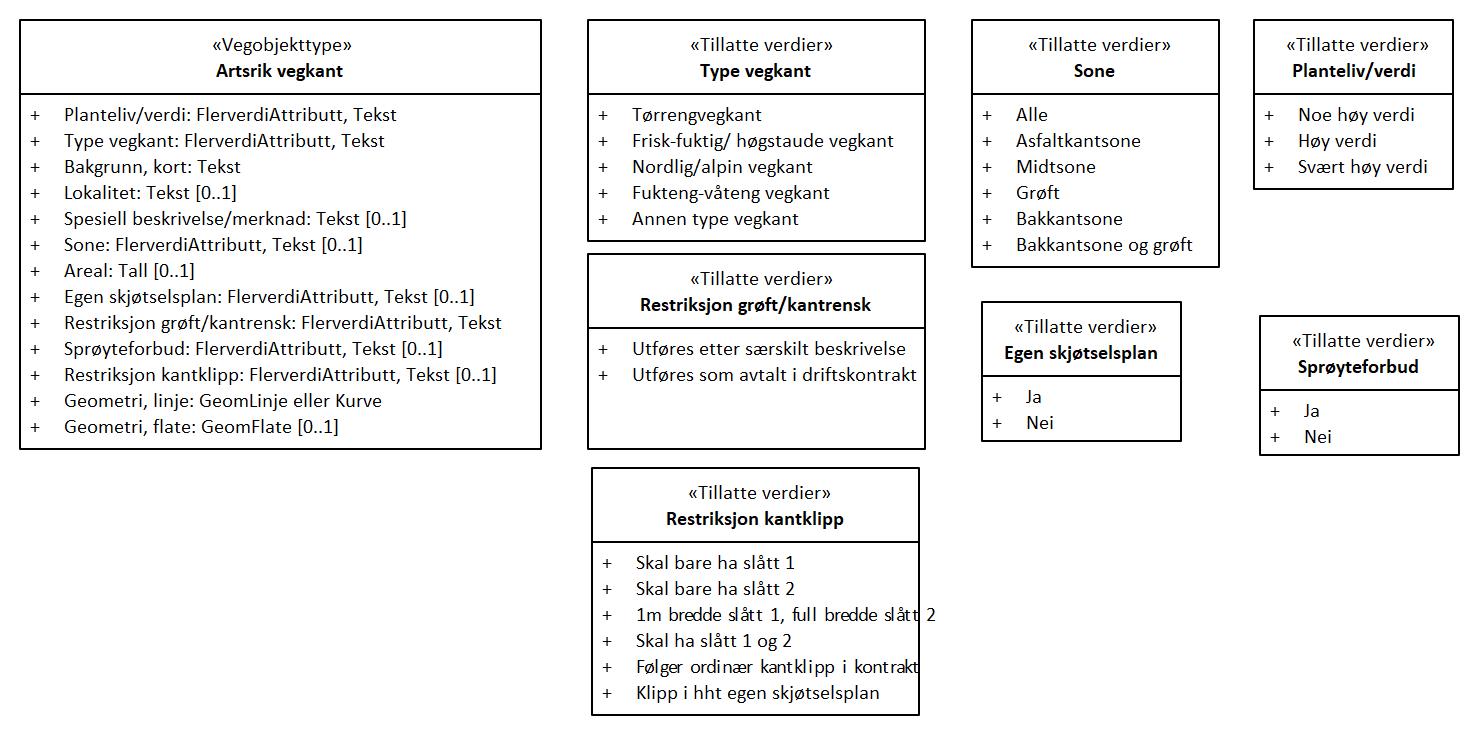 «Vegobjekttype»
Artsrik vegkant
+ Planteliv/verdi: FlerverdiAttributt, Tekst
+ Type vegkant: FlerverdiAttributt, Tekst
+ Bakgrunn, kort: Tekst
+ Lokalitet: Tekst [0..1]
+ Spesiell beskrivelse/merknad: Tekst [0..1]
+ Sone: FlerverdiAttributt, Tekst [0..1]
+ Areal: Tall [0..1]
+ Egen skjøtselsplan: FlerverdiAttributt, Tekst [0..1]
+ Restriksjon grøft/kantrensk: FlerverdiAttributt, Tekst
+ Sprøyteforbud: FlerverdiAttributt, Tekst [0..1]
+ Restriksjon kantklipp: FlerverdiAttributt, Tekst [0..1]
+ Geometri, linje: GeomLinje eller Kurve
+ Geometri, flate: GeomFlate [0..1]
«Tillatte verdier»
Type vegkant
+ Tørrengvegkant
+ Frisk-fuktig/ høgstaude vegkant
+ Nordlig/alpin vegkant
+ Fukteng-våteng vegkant
+ Annen type vegkant
«Tillatte verdier»
Restriksjon grøft/kantrensk
+ Utføres etter særskilt beskrivelse
+ Utføres som avtalt i driftskontrakt
«Tillatte verdier»
Restriksjon kantklipp
+ Skal bare ha slått 1
+ Skal bare ha slått 2
+ 1m bredde slått 1, full bredde slått 2
+ Skal ha slått 1 og 2
+ Følger ordinær kantklipp i kontrakt
+ Klipp i hht egen skjøtselsplan
«Tillatte verdier»
Sone
+ Alle
+ Asfaltkantsone
+ Midtsone
+ Grøft
+ Bakkantsone
+ Bakkantsone og grøft
«Tillatte verdier»
Egen skjøtselsplan
+ Ja
+ Nei
«Tillatte verdier»
Planteliv/verdi
+ Noe høy verdi
+ Høy verdi
+ Svært høy verdi
«Tillatte verdier»
Sprøyteforbud
+ Ja
+ Nei